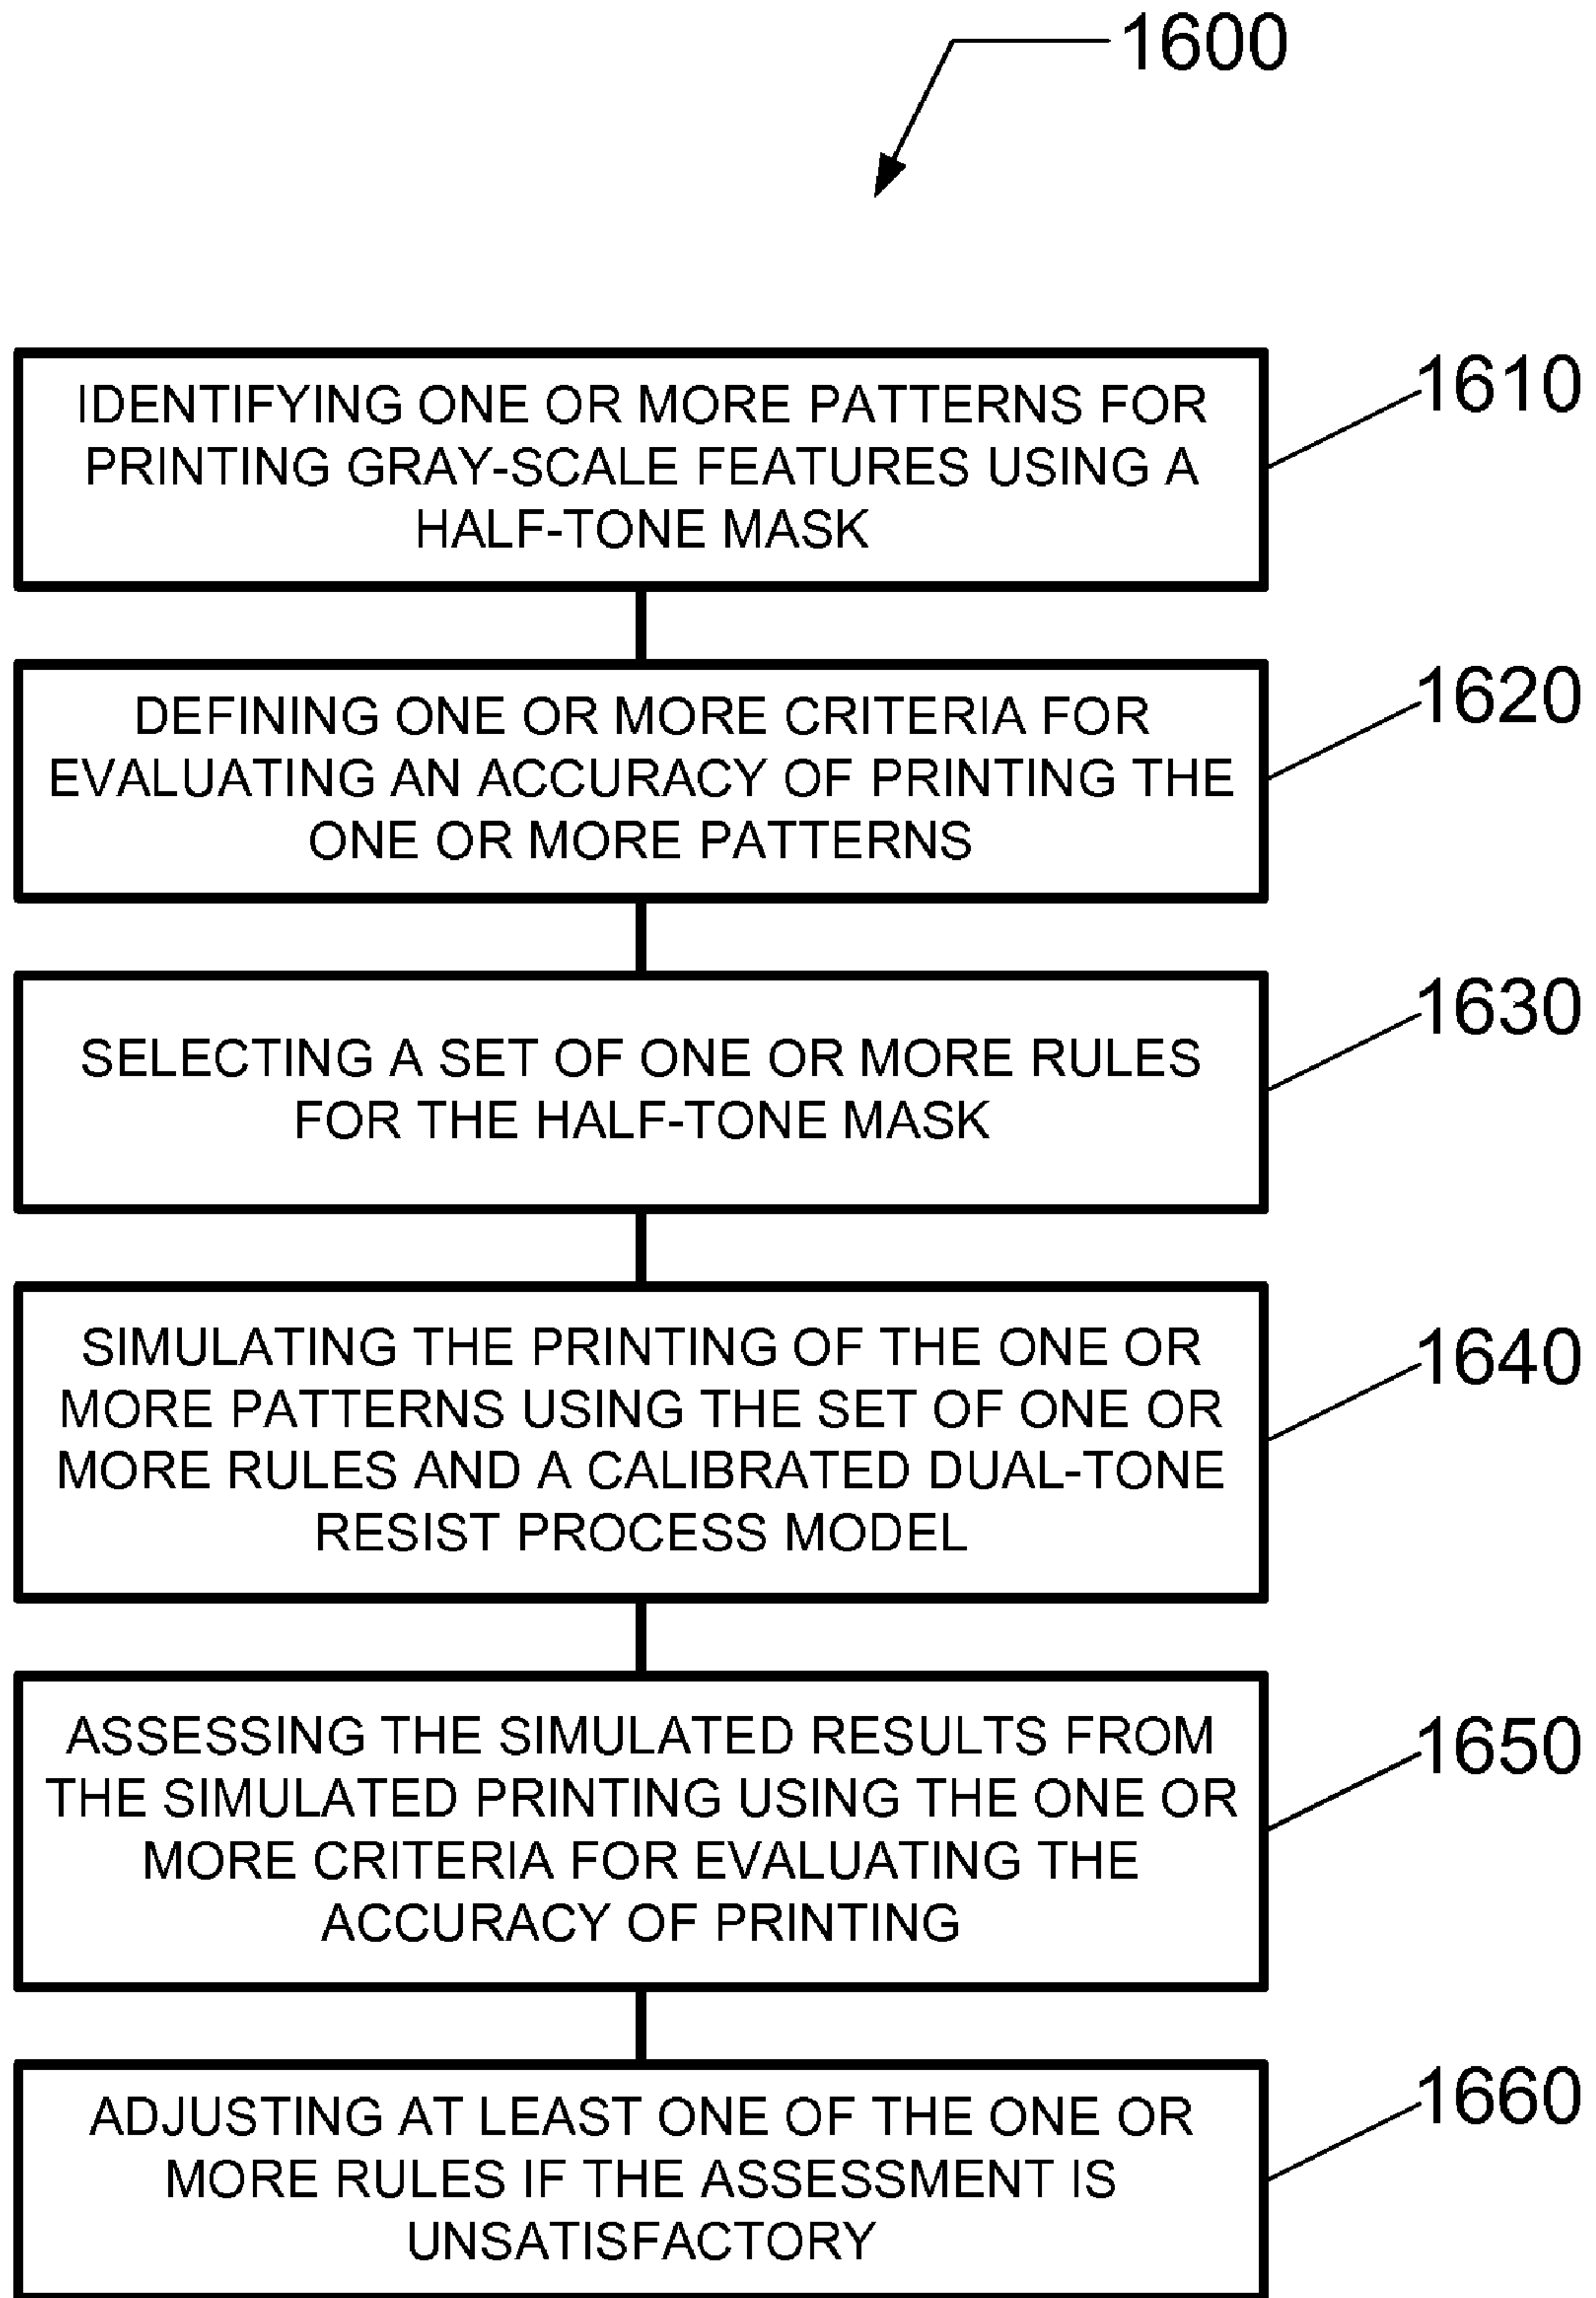 1600
IDENTIFYING ONE OR MORE PATTERNS FOR
PRINTING GRAY-SCALE FEATURES USING A
HALF-TONE MASK
1610
DEFINING ONE OR MORE CRITERIA FOR
EVALUATING AN ACCURACY OF PRINTING THE
ONE OR MORE PATTERNS
1620
SELECTING A SET OF ONE OR MORE RULES
FOR THE HALF-TONE MASK
1630
SIMULATING THE PRINTING OF THE ONE OR
MORE PATTERNS USING THE SET OF ONE OR
MORE RULES AND A CALIBRATED DUAL-TONE
RESIST PROCESS MODEL
1640
ASSESSING THE SIMULATED RESULTS FROM
THE SIMULATED PRINTING USING THE ONE OR
MORE CRITERIA FOR EVALUATING THE
ACCURACY OF PRINTING
1650
ADJUSTING AT LEAST ONE OF THE ONE OR
MORE RULES IF THE ASSESSMENT IS
UNSATISFACTORY
1660